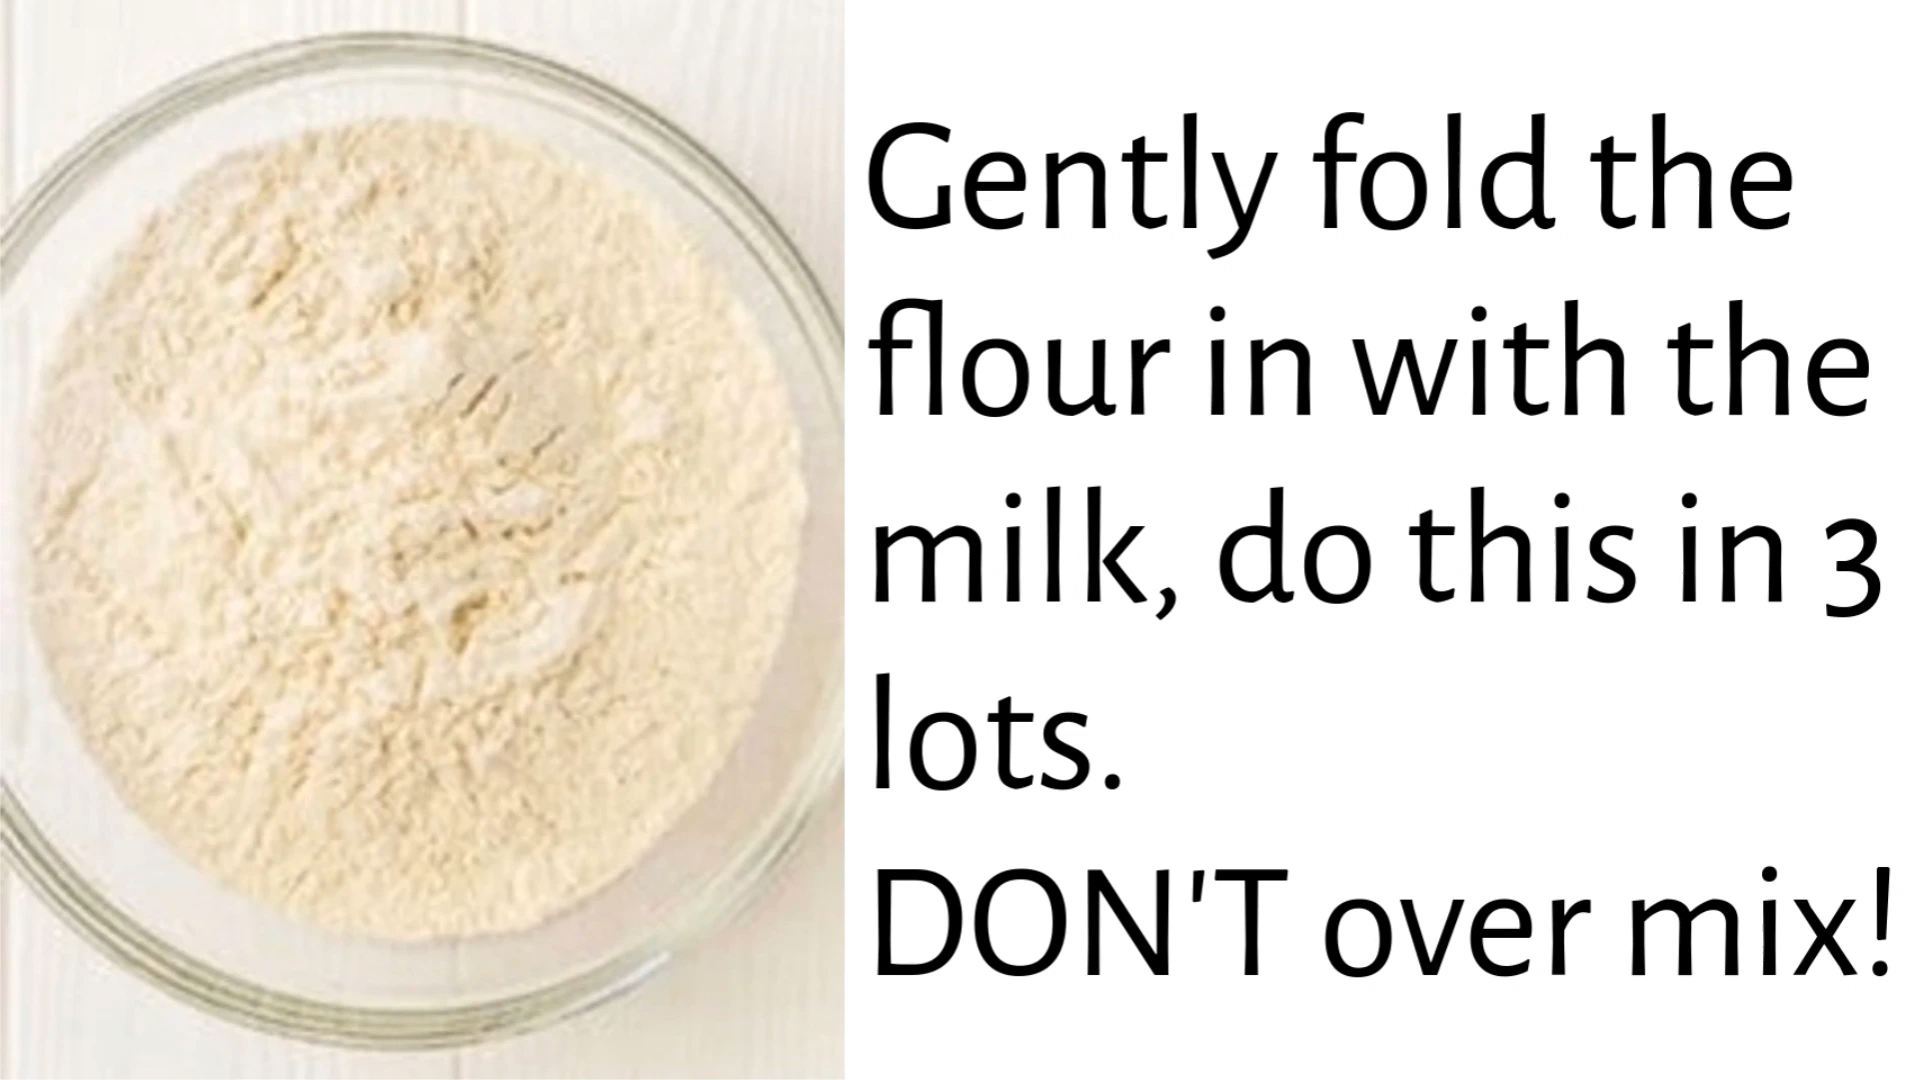 Gently fold the
flour in with the
milk, do this in 3
lots.
DON'T over mix!